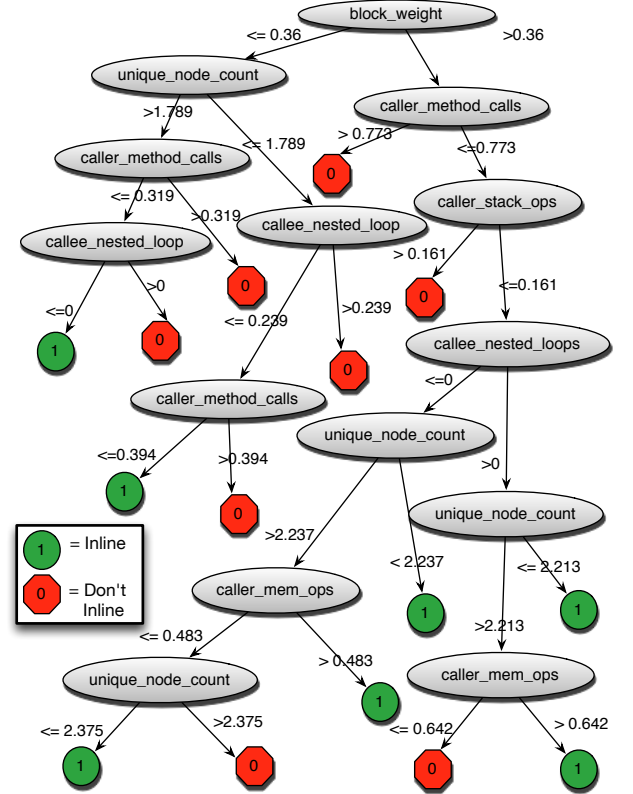 block_weight
<= 0.36
>0.36
unique_node_count
caller_method_calls
>1.789
<= 1.789
> 0.773
<=0.773
caller_method_calls
0
caller_stack_ops
<= 0.319
>0.319
callee_nested_loop
callee_nested_loop
> 0.161
<=0.161
<=0
>0
0
0
<= 0.239
>0.239
1
0
callee_nested_loops
0
<=0
>0
caller_method_calls
unique_node_count
<=0.394
>0.394
1
0
unique_node_count
>2.237
< 2.237
<= 2.213
1 = Inline
0 = Don't
Inline
caller_mem_ops
1
1
>2.213
<= 0.483
> 0.483
unique_node_count
caller_mem_ops
1
<= 2.375
>2.375
<= 0.642
> 0.642
1
0
0
1